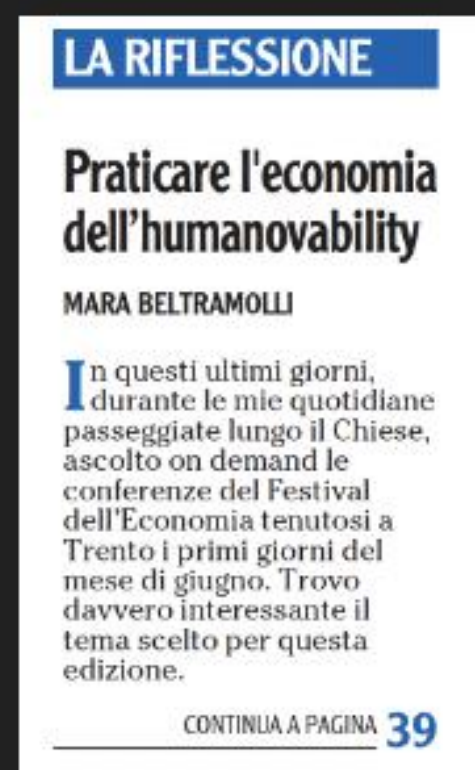 LA RIFLESSIONE
Praticare l'economia
dell'humanovability
MARA BELTRAMOLLI
In questi ultimi giorni,
durante le mie quotidiane
passeggiate lungo il Chiese,
ascolto on demand le
conferenze del Festival
dell'Economia tenutosi a
Trento i primi giorni del
mese di giugno. Trovo
davvero interessante il
tema scelto per questa
edizione.
CONTINUA A PAGINA 39